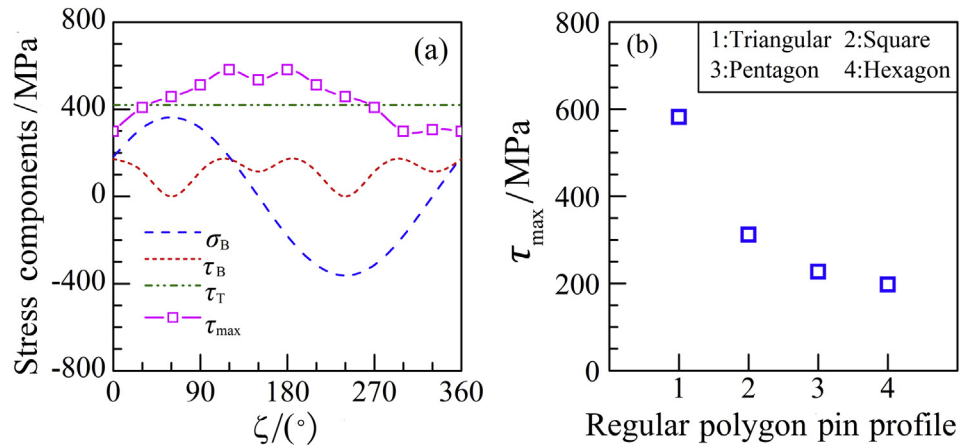 (a)
Stress components/MPa
800
400
0
-400
-800
σB
τB
τT
τmax
0 90 180 270 360
ζ/(°)
(b)
1:Triangular 2:Square
3:Pentagon 4:Hexagon
τmax/MPa
800
600
400
200
0
1 2 3 4
Regular polygon pin profile